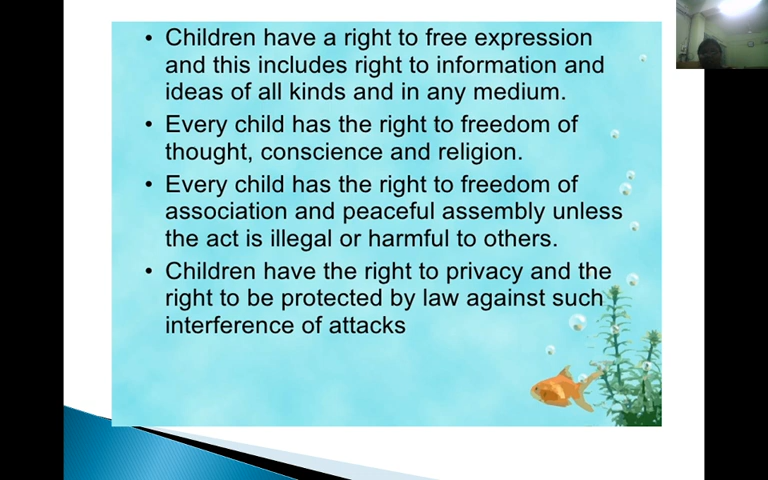 • Children have a right to free expression
and this includes right to information and
ideas of all kinds and in any medium.
• Every child has the right to freedom of
thought, conscience and religion.
• Every child has the right to freedom of
association and peaceful assembly unless
the act is illegal or harmful to others.
• Children have the right to privacy and the
right to be protected by law against such
interference of attacks